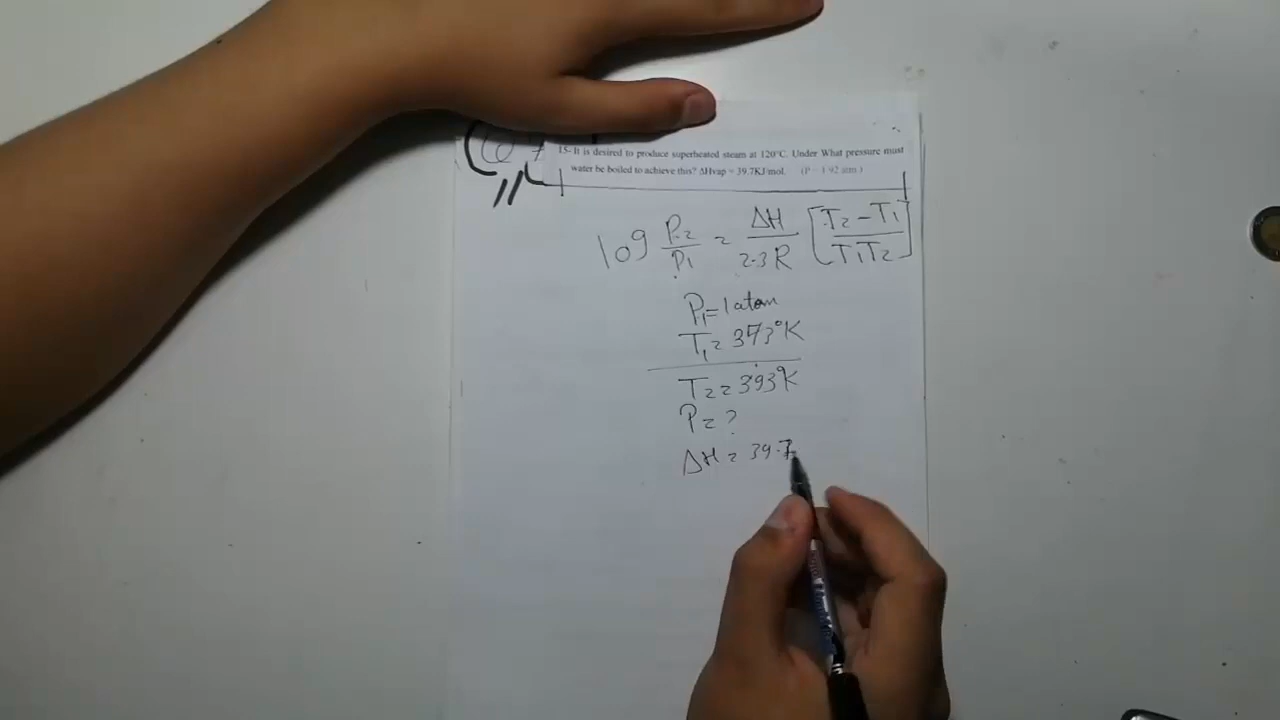 15- It is desired to produce superheated steam at 120°C. Under What pressure must
water be boiled to achieve this? ΔHvap = 39.7KJ/mol. (P = 1.92 atm )
log P2/P1 = ΔH/2.3R [T2-T1/T1T2]
P1=1 atom
T1=373°K
T2=393°K
P2?
ΔH=39.7